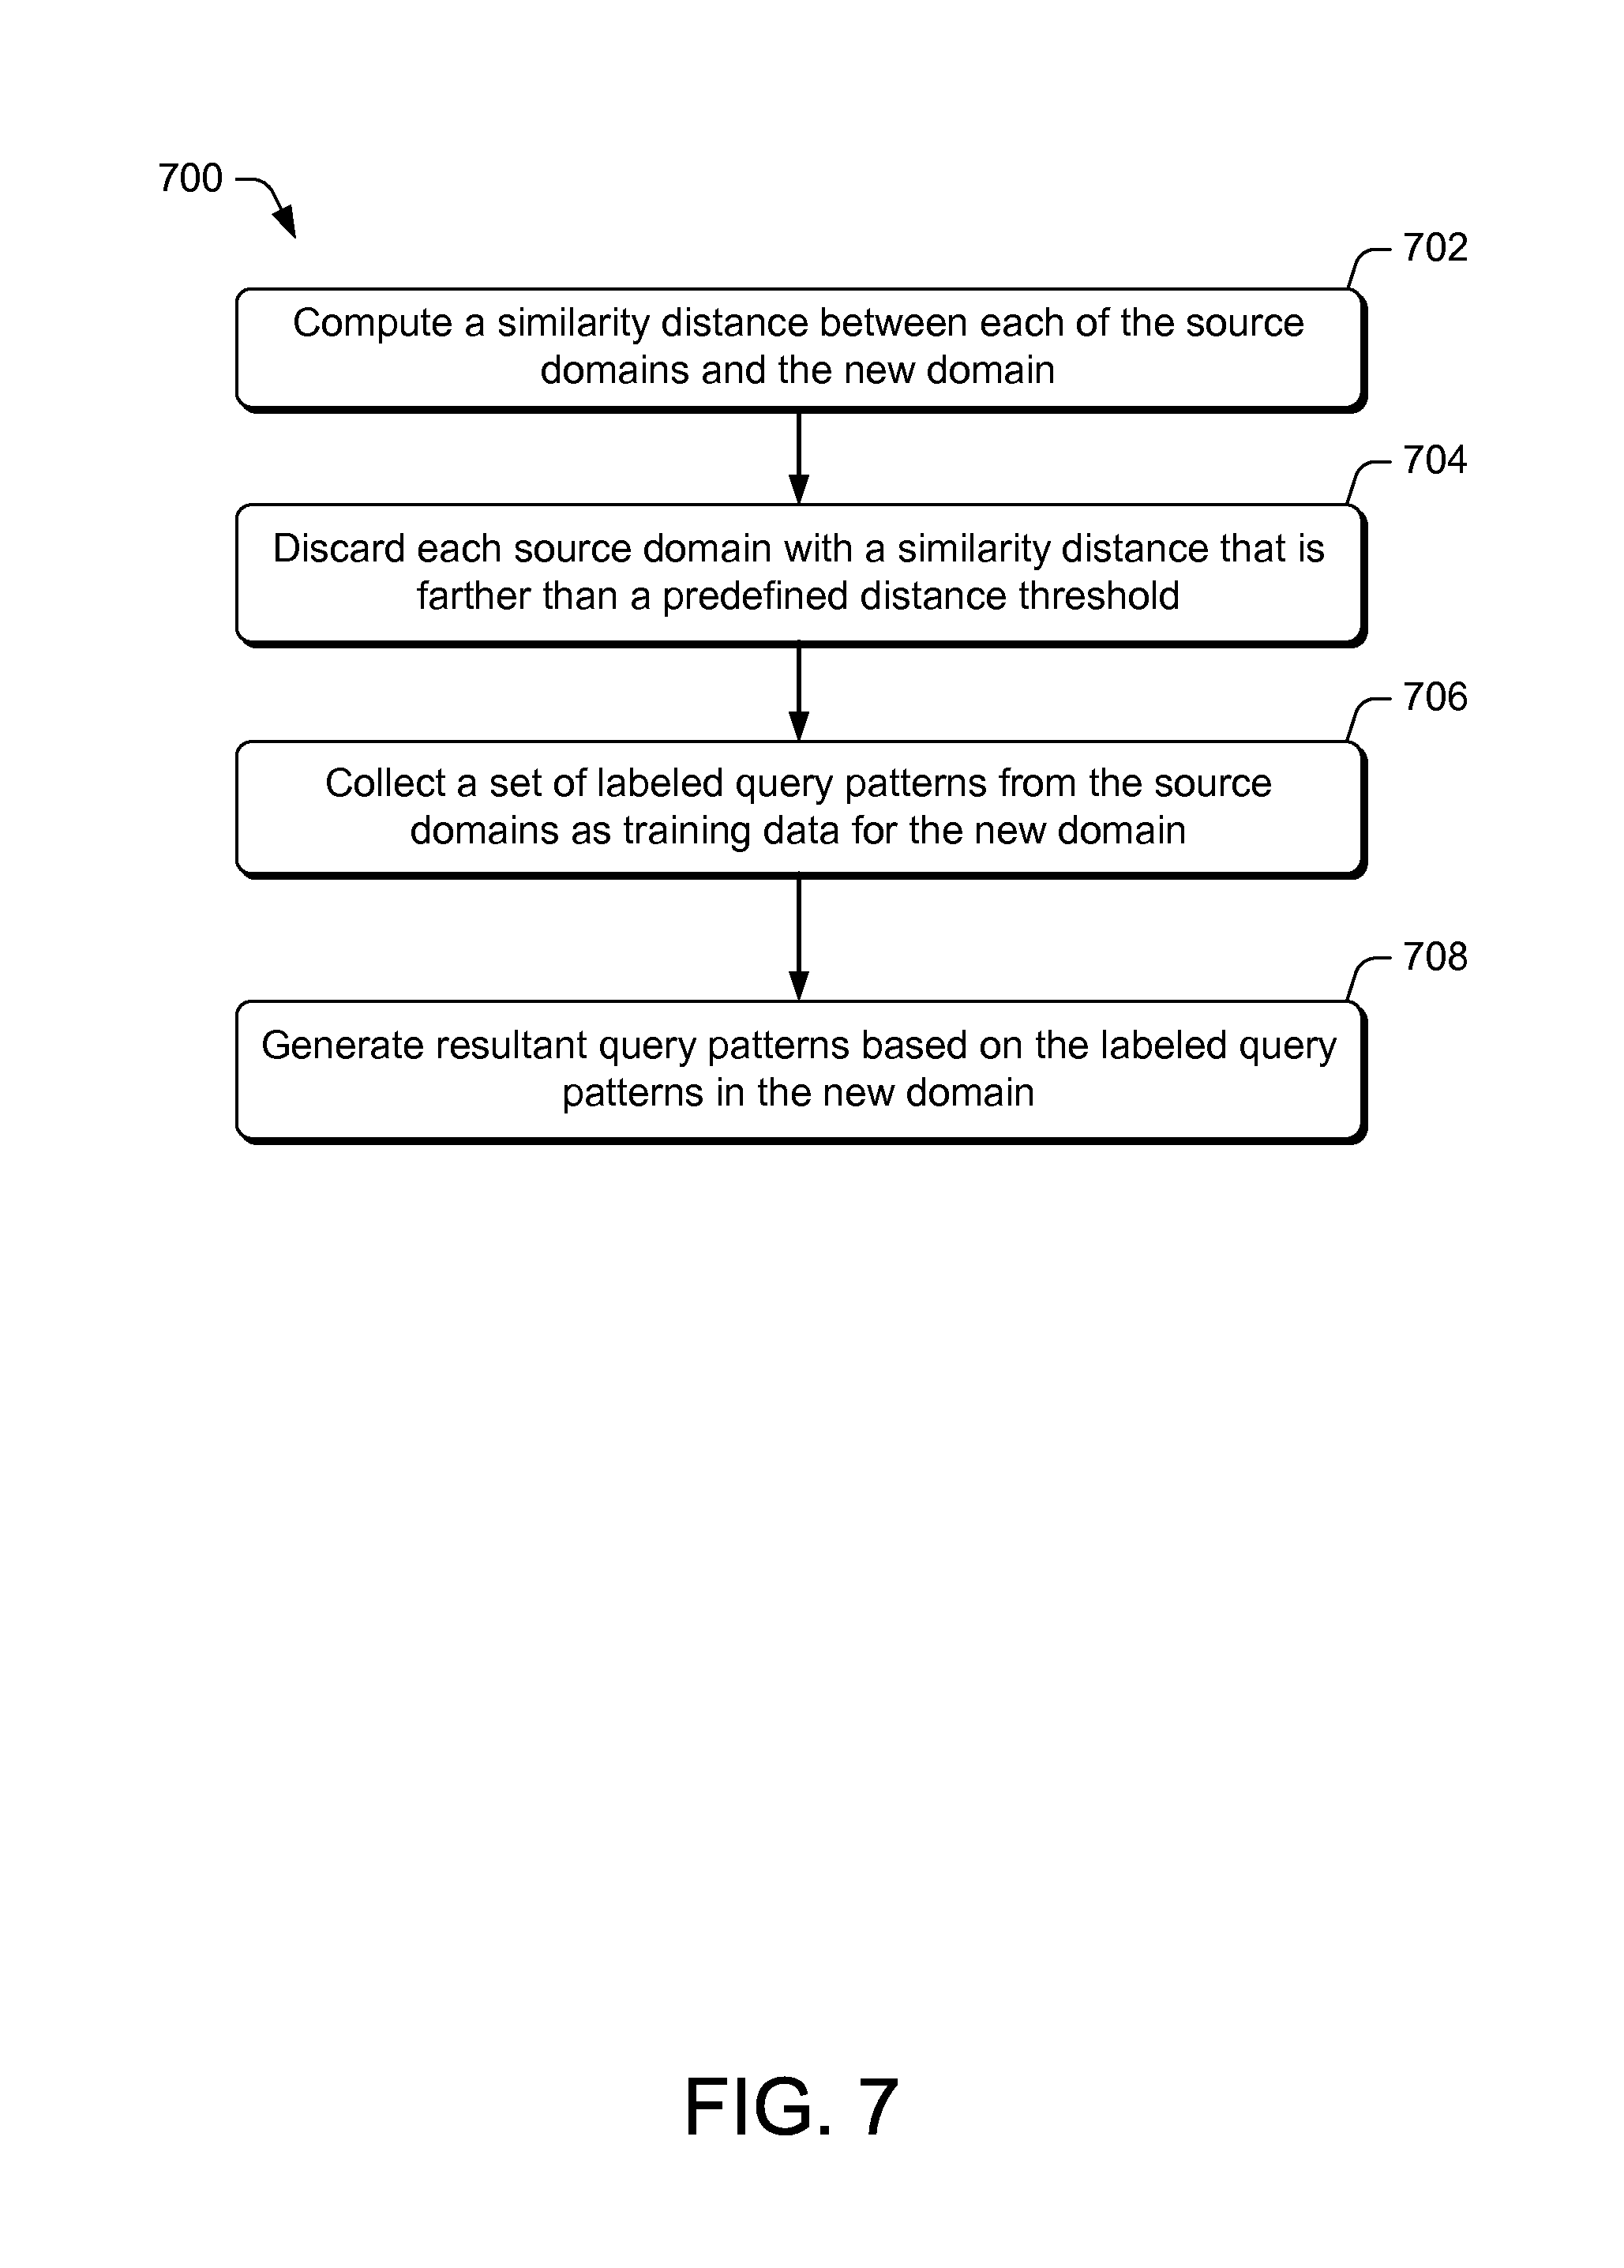 700
702
Compute a similarity distance between each of the source
domains and the new domain
704
Discard each source domain with a similarity distance that is
farther than a predefined distance threshold
706
Collect a set of labeled query patterns from the source
domains as training data for the new domain
708
Generate resultant query patterns based on the labeled query
patterns in the new domain
FIG. 7